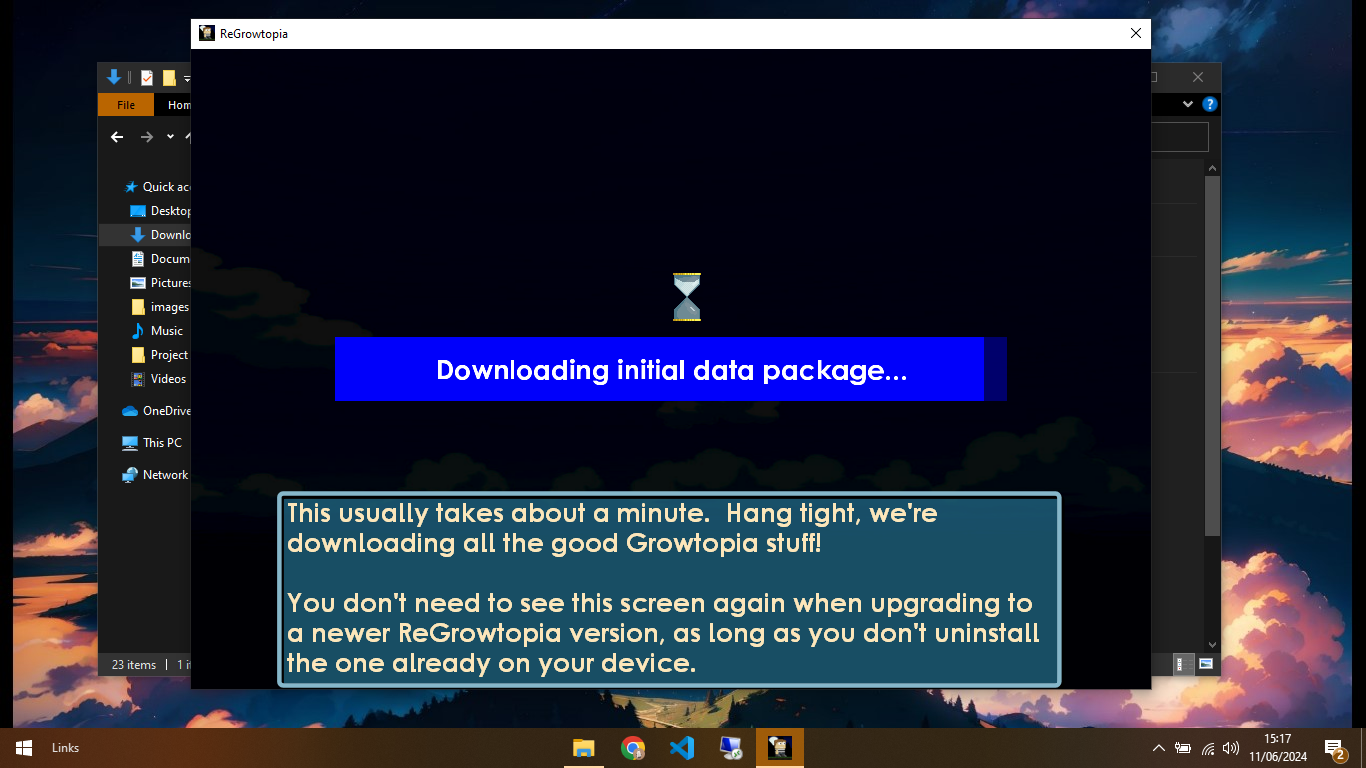 ReGrowtopia
File
Hom
Quick acc
Desktop
Downlo
Docum
Pictures
images
Music
Project
Videos
OneDrive
This PC
Network
Downloading initial data package...
This usually takes about a minute.  Hang tight, we're
downloading all the good Growtopia stuff!
You don't need to see this screen again when upgrading to
a newer ReGrowtopia version, as long as you don't uninstall
the one already on your device.
23 items
1 it
Links
15:17
11/06/2024
2